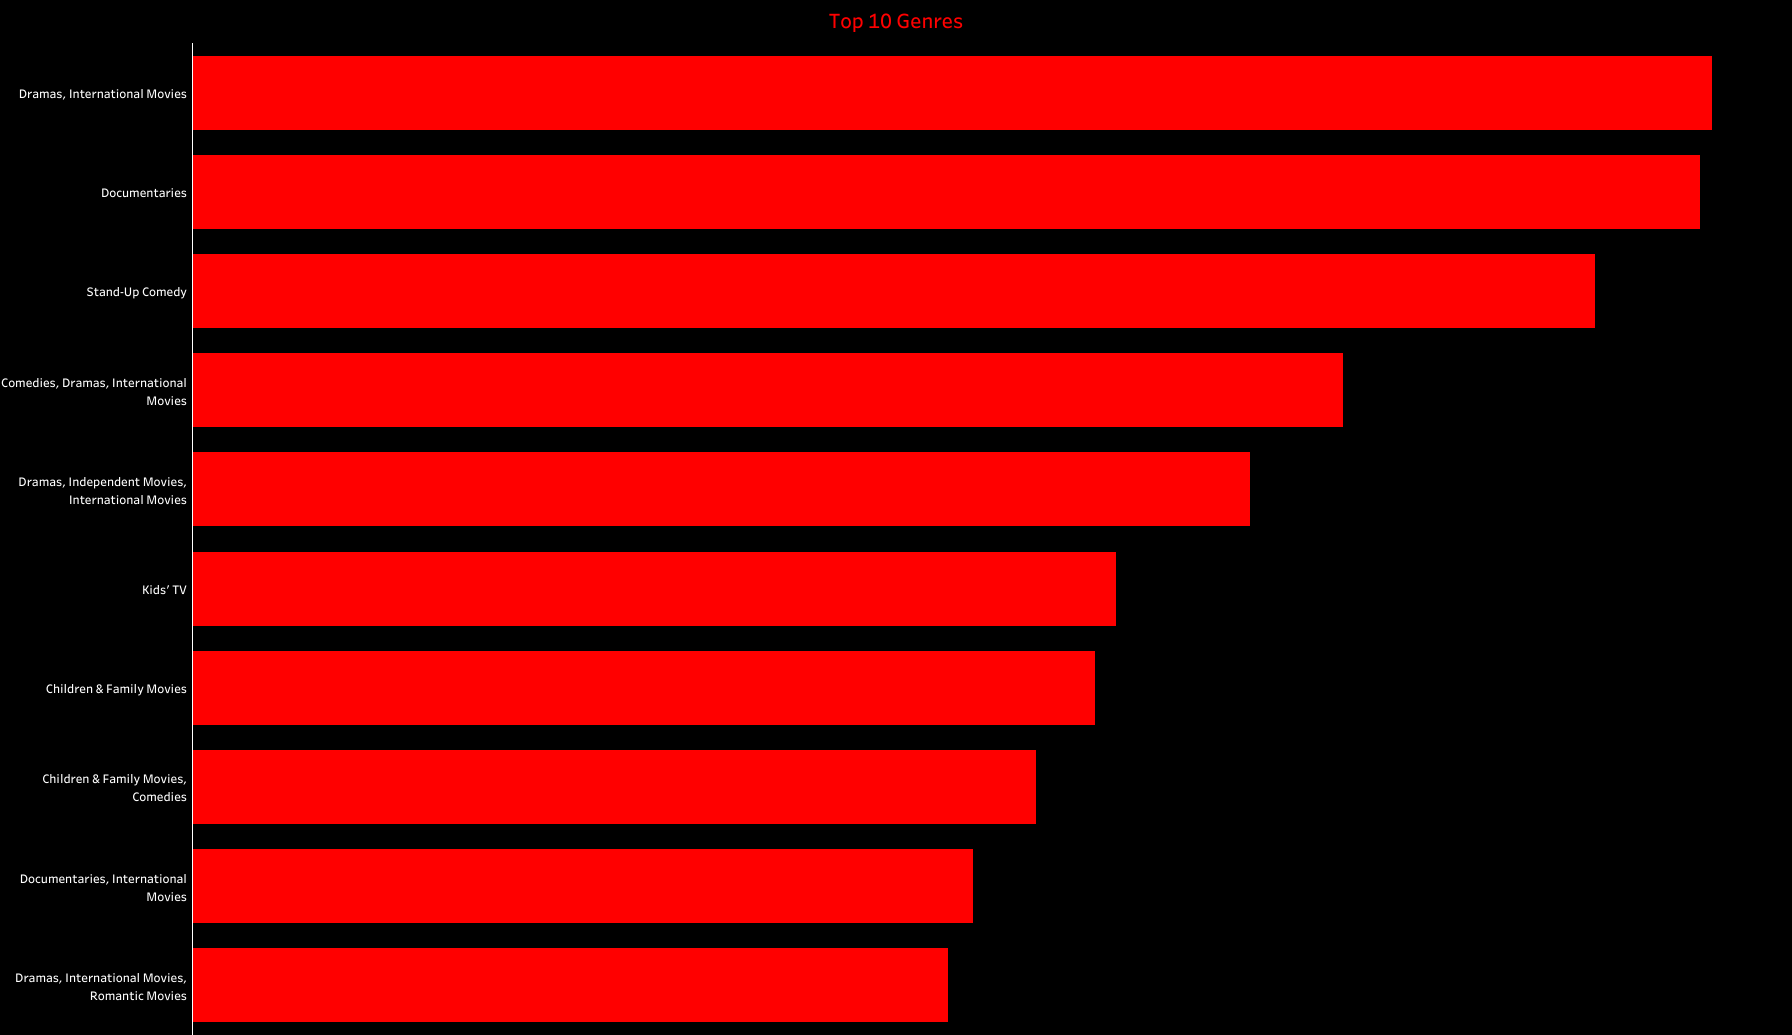 Top 10 Genres
Dramas, International Movies
Documentaries
Stand-Up Comedy
Comedies, Dramas, International
Movies
Dramas, Independent Movies,
International Movies
Kids’ TV
Children & Family Movies
Children & Family Movies,
Comedies
Documentaries, International
Movies
Dramas, International Movies,
Romantic Movies